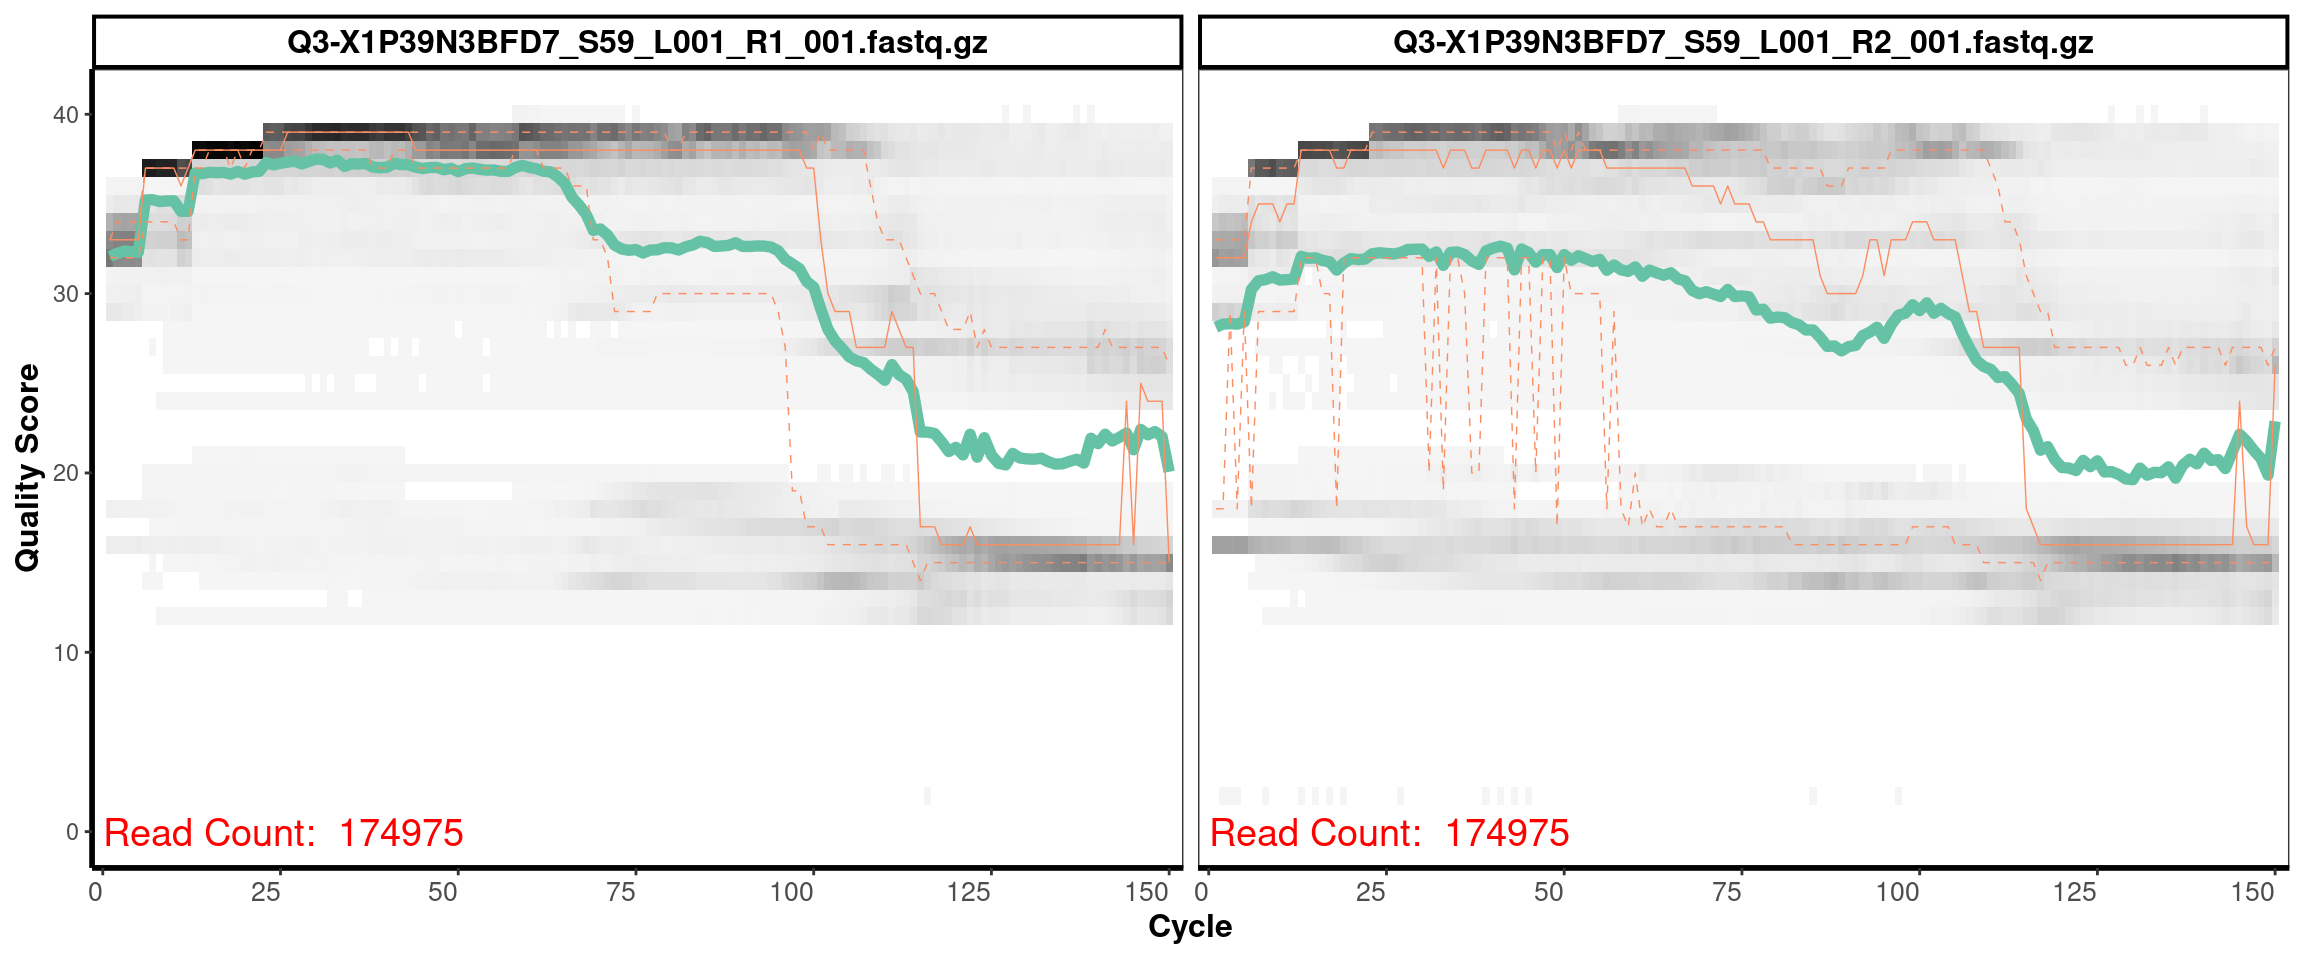 Q3-X1P39N3BFD7_S59_L001_R1_001.fastq.gz
Q3-X1P39N3BFD7_S59_L001_R2_001.fastq.gz
Quality Score
40
30
20
10
0
Read Count: 174975
Read Count: 174975
0 25 50 75 100 125 150
0 25 50 75 100 125 150
Cycle